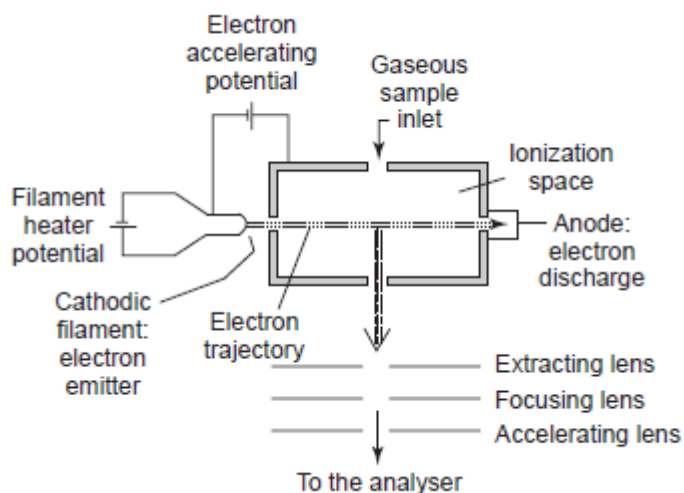 Electron
accelerating
potential
Gaseous
sample
inlet
Ionization
space
Filament
heater
potential
Anode:
electron
discharge
Cathodic
filament:
electron
emitter
Electron
trajectory
Extracting lens
Focusing lens
Accelerating lens
To the analyser